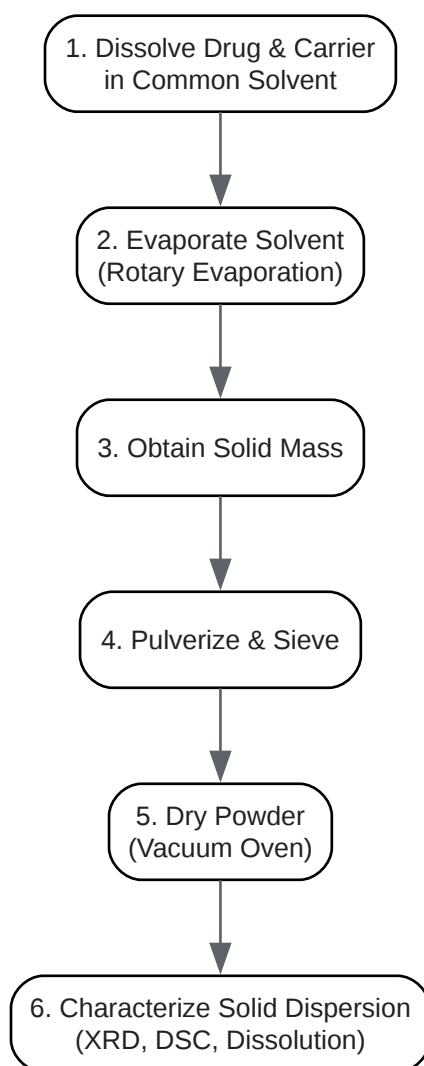 1. Dissolve Drug & Carrier
in Common Solvent
2. Evaporate Solvent
(Rotary Evaporation)
3. Obtain Solid Mass
4. Pulverize & Sieve
5. Dry Powder
(Vacuum Oven)
6. Characterize Solid Dispersion
(XRD, DSC, Dissolution)